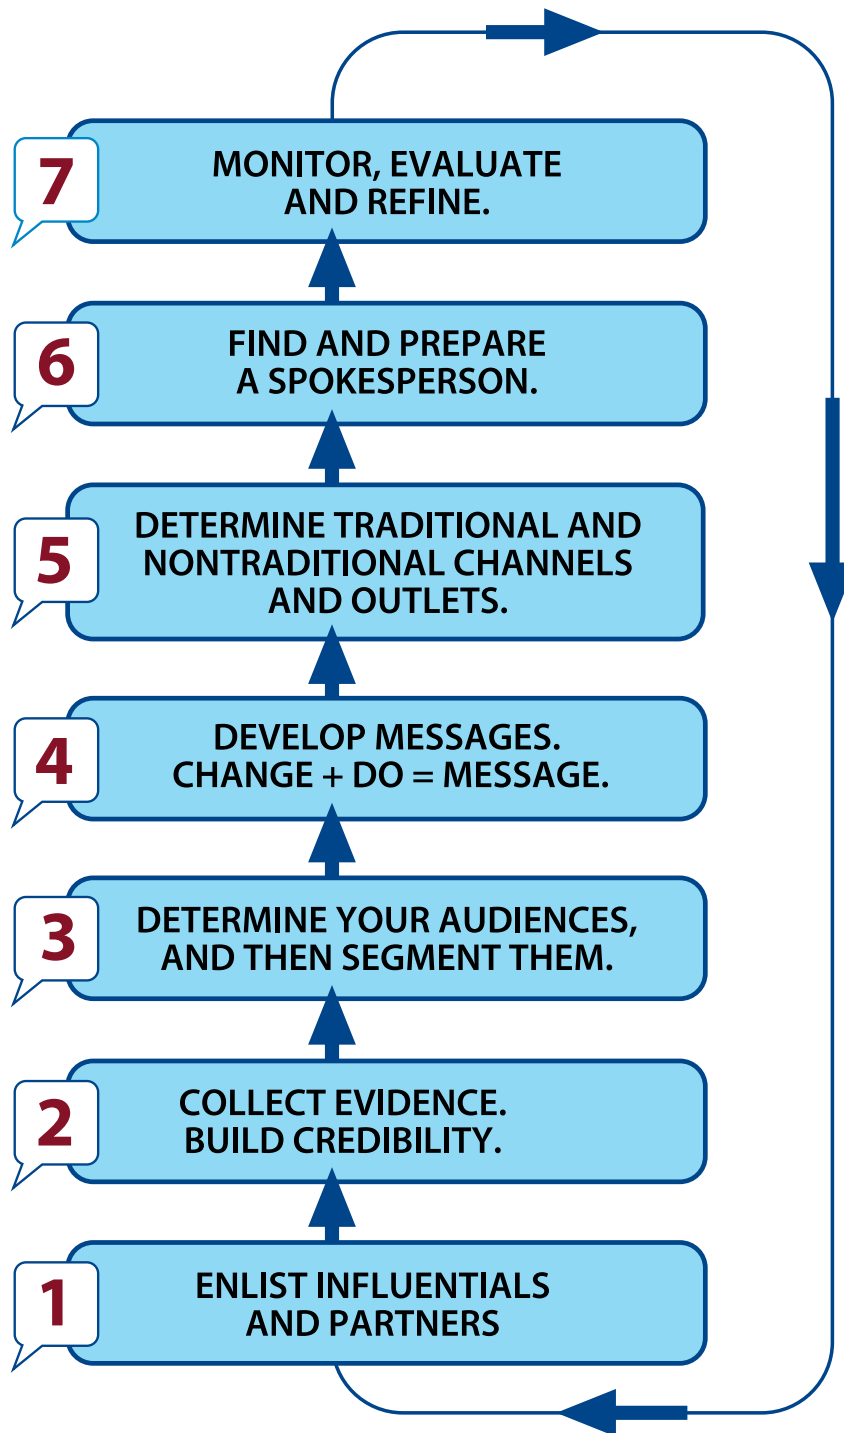 7
MONITOR, EVALUATE
AND REFINE.
6
FIND AND PREPARE
A SPOKESPERSON.
5
DETERMINE TRADITIONAL AND
NONTRADITIONAL CHANNELS
AND OUTLETS.
4
DEVELOP MESSAGES.
CHANGE + DO = MESSAGE.
3
DETERMINE YOUR AUDIENCES,
AND THEN SEGMENT THEM.
2
COLLECT EVIDENCE.
BUILD CREDIBILITY.
1
ENLIST INFLUENTIALS
AND PARTNERS